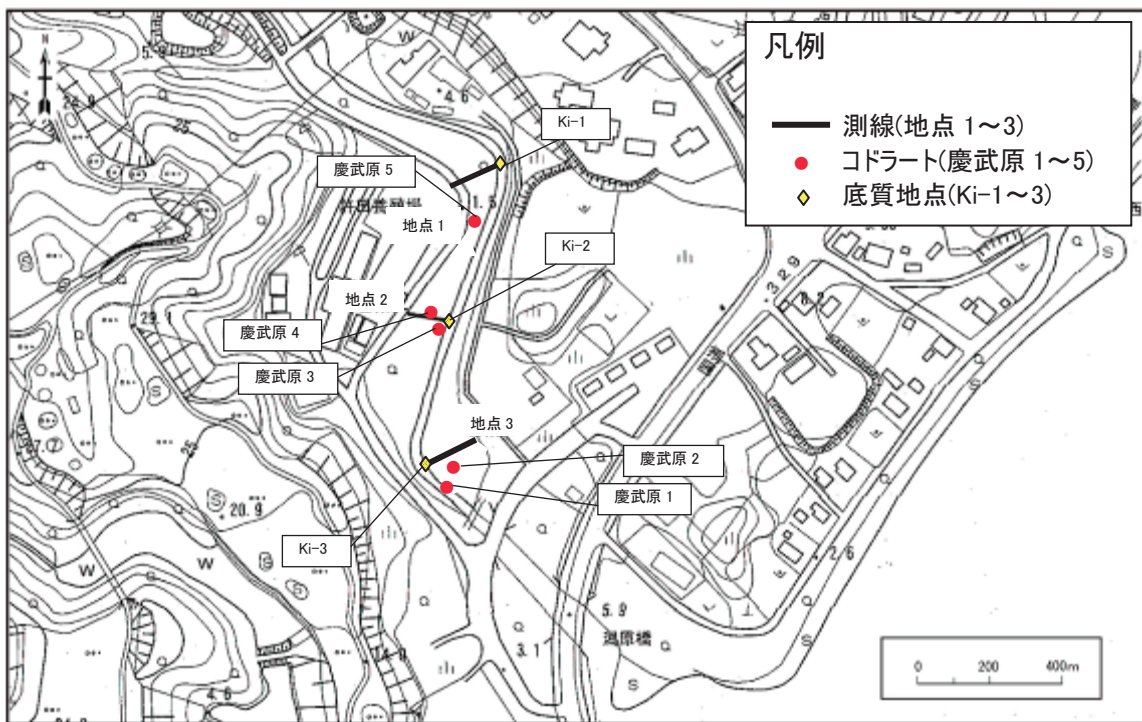 凡例
測線(地点 1~3)
コドラート(慶武原 1~5)
底質地点(Ki-1~3)
N
W
4.6
Ki-1
慶武原 5
1.5
地点 1
Ki-2
地点 2
慶武原 4
慶武原 3
地点 3
慶武原 2
慶武原 1
Ki-3
20.9
W
5.9
3.1
2.6
4.6
S
0 200 400m